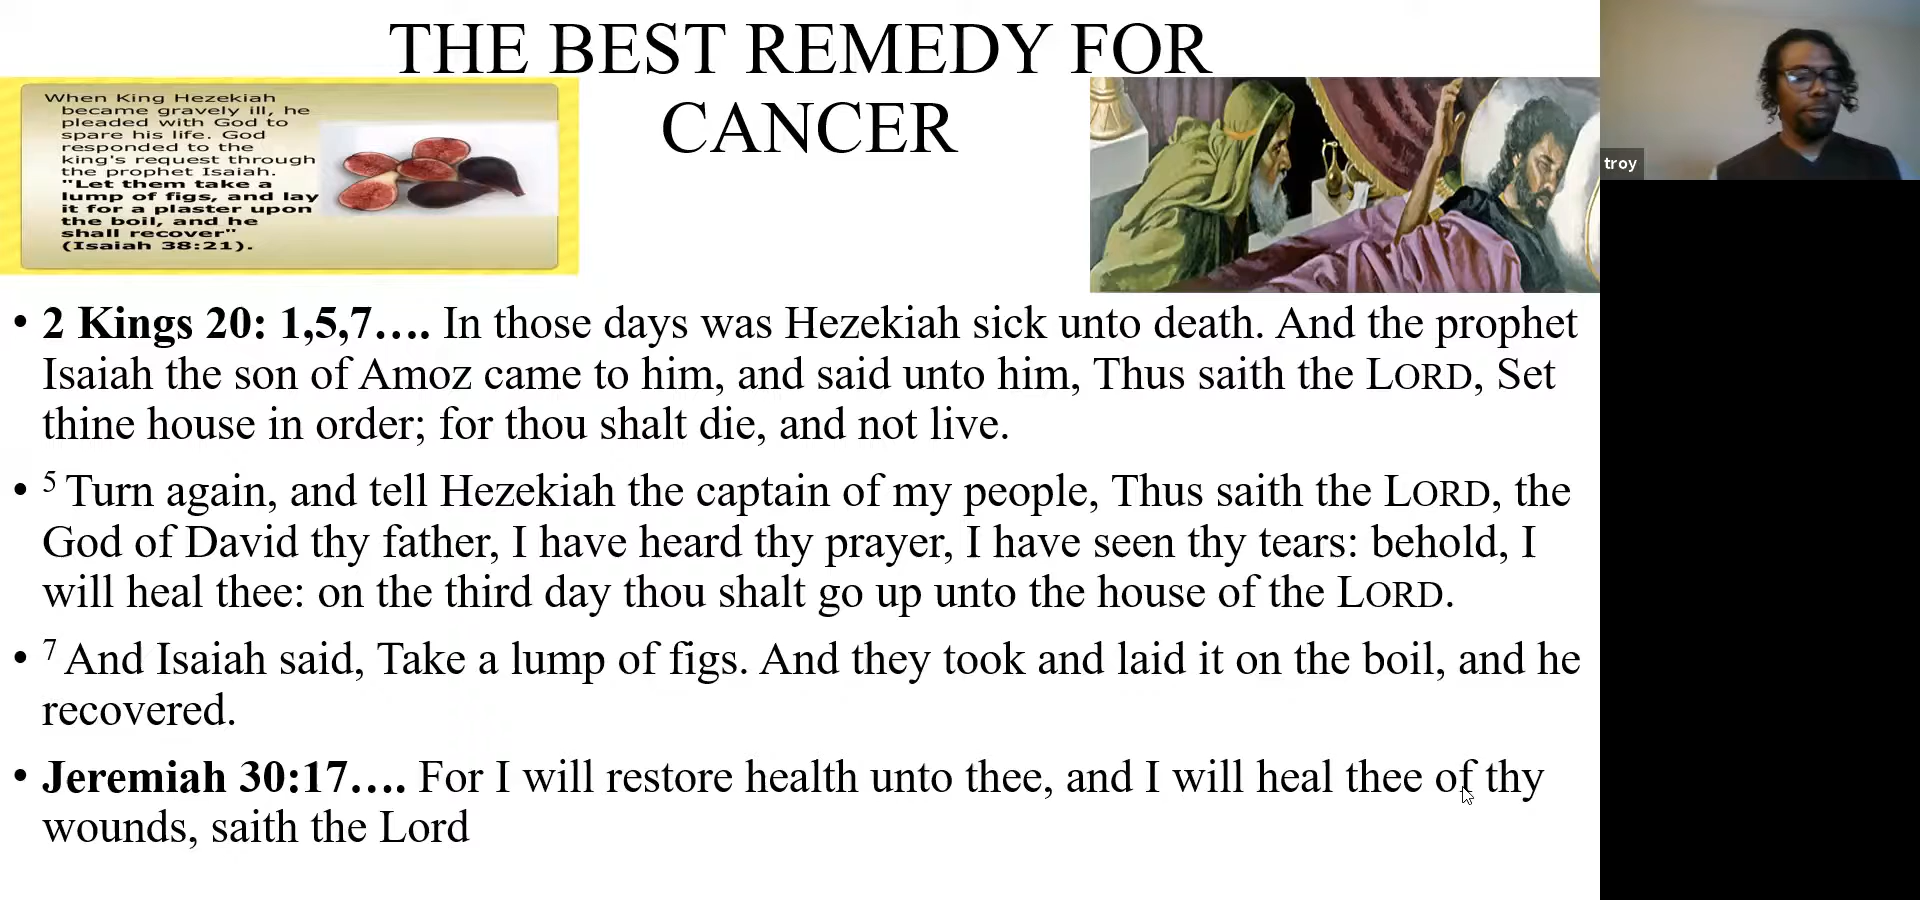 THE BEST REMEDY FOR
CANCER
When King Hezekiah
became gravely ill, he
pleaded with God to
spare his life. God
responded to the
king's request through
the prophet Isaiah.
"Let them take a
lump of figs, and lay
it for a plaster upon
the boil, and he
shall recover"
(Isaiah 38:21).
troy
• 2 Kings 20: 1,5,7…. In those days was Hezekiah sick unto death. And the prophet
Isaiah the son of Amoz came to him, and said unto him, Thus saith the LORD, Set
thine house in order; for thou shalt die, and not live.
• 5 Turn again, and tell Hezekiah the captain of my people, Thus saith the LORD, the
God of David thy father, I have heard thy prayer, I have seen thy tears: behold, I
will heal thee: on the third day thou shalt go up unto the house of the LORD.
• 7 And Isaiah said, Take a lump of figs. And they took and laid it on the boil, and he
recovered.
• Jeremiah 30:17…. For I will restore health unto thee, and I will heal thee of thy
wounds, saith the Lord